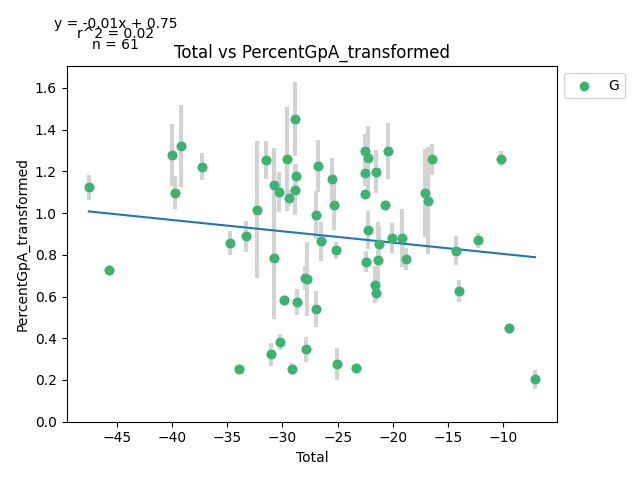 y = -0.01x + 0.75
r^2 = 0.02
n = 61
Total vs PercentGpA_transformed
G
PercentGpA_transformed
1.6
1.4
1.2
1.0
0.8
0.6
0.4
0.2
0.0
−45 −40 −35 −30 −25 −20 −15 −10
Total